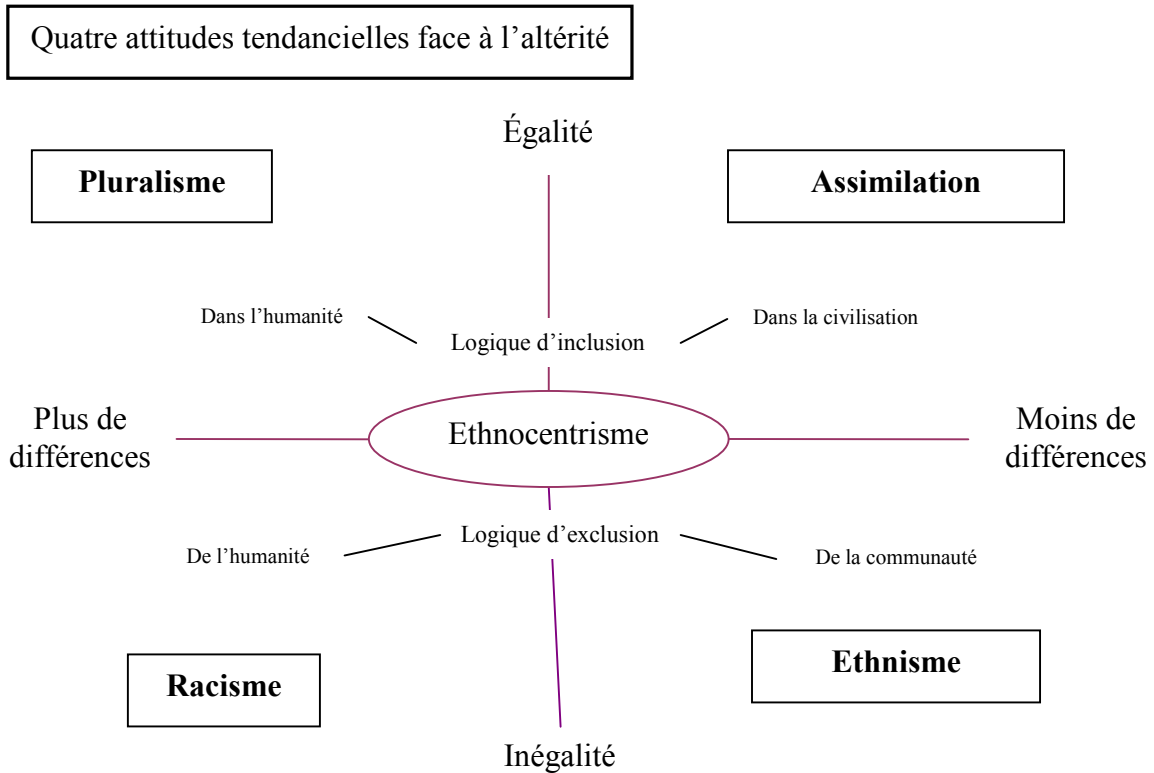 Quatre attitudes tendancielles face à l’altérité
Égalité
Pluralisme
Assimilation
Dans l’humanité
Dans la civilisation
Logique d’inclusion
Plus de
différences
Ethnocentrisme
Moins de
différences
Logique d’exclusion
De l’humanité
De la communauté
Racisme
Ethnisme
Inégalité